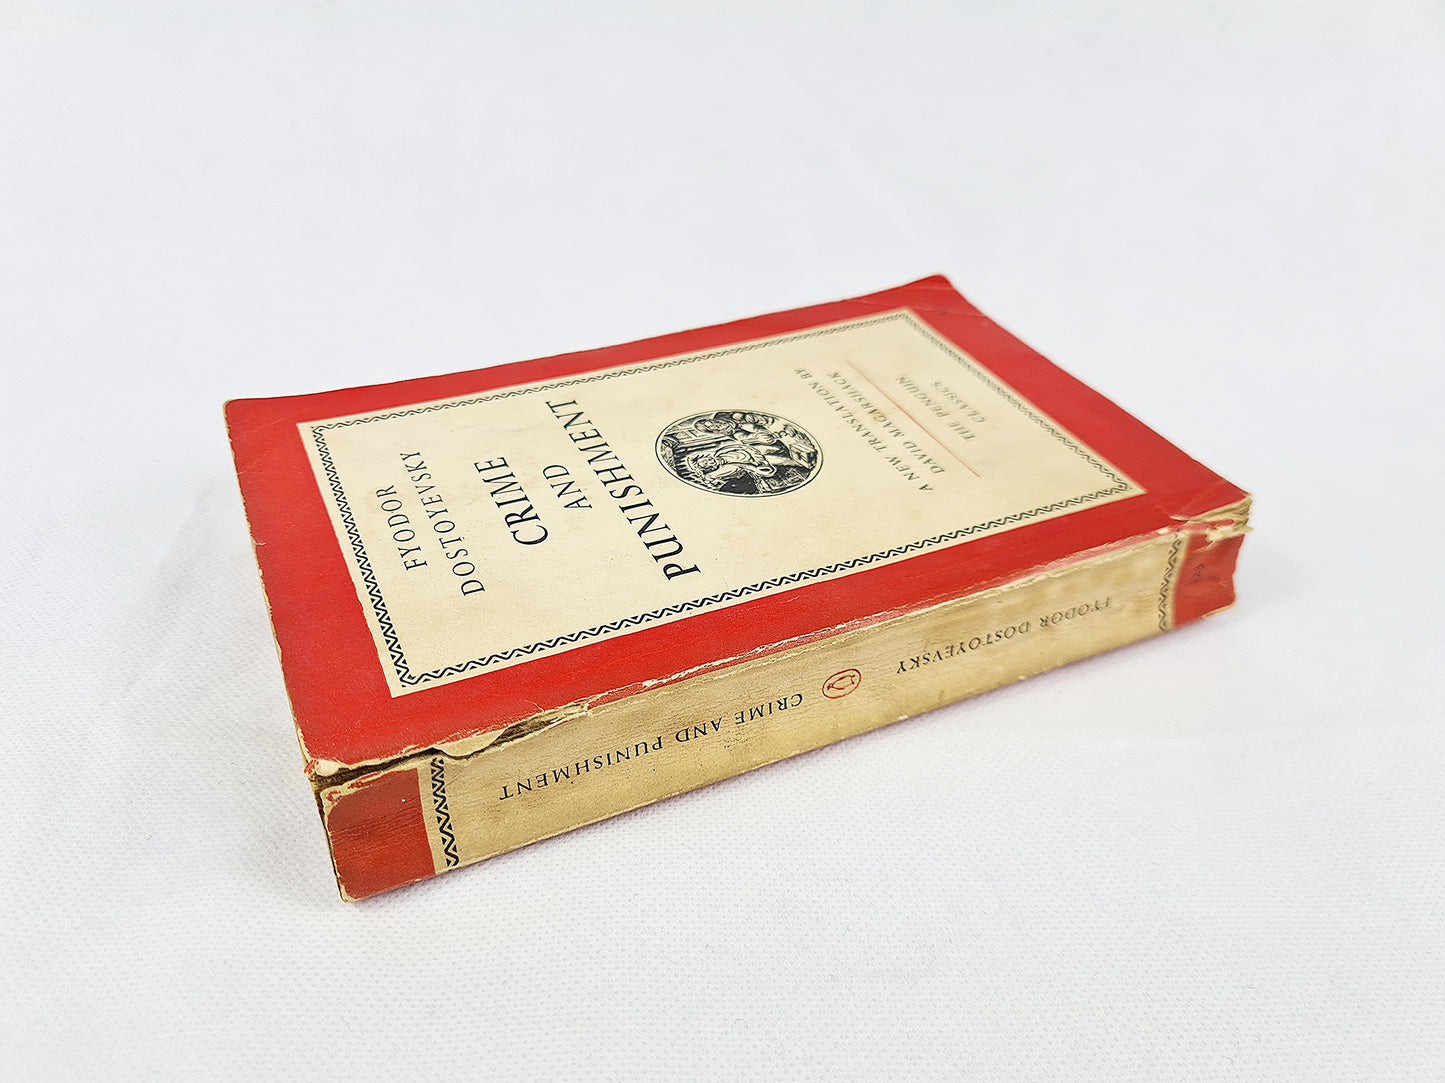 FYODOR
DOSTOYEVSKY
CRIME
AND
PUNISHMENT
A NEW TRANSLATION BY
DAVID MAGARSHACK
THE PENGUIN
CLASSICS
CRIME AND PUNISHMENT
FYODOR DOSTOYEVSKY